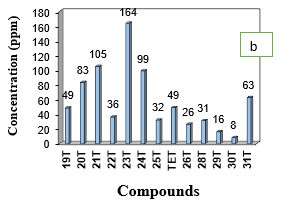 180
160
140
120
100
80
60
40
20
0
Concentration (ppm)
49
83
105
36
164
99
32
49
26
31
16
8
63
b
19T
20T
21T
22T
23T
24T
25T
TET
26T
28T
29T
30T
31T
Compounds